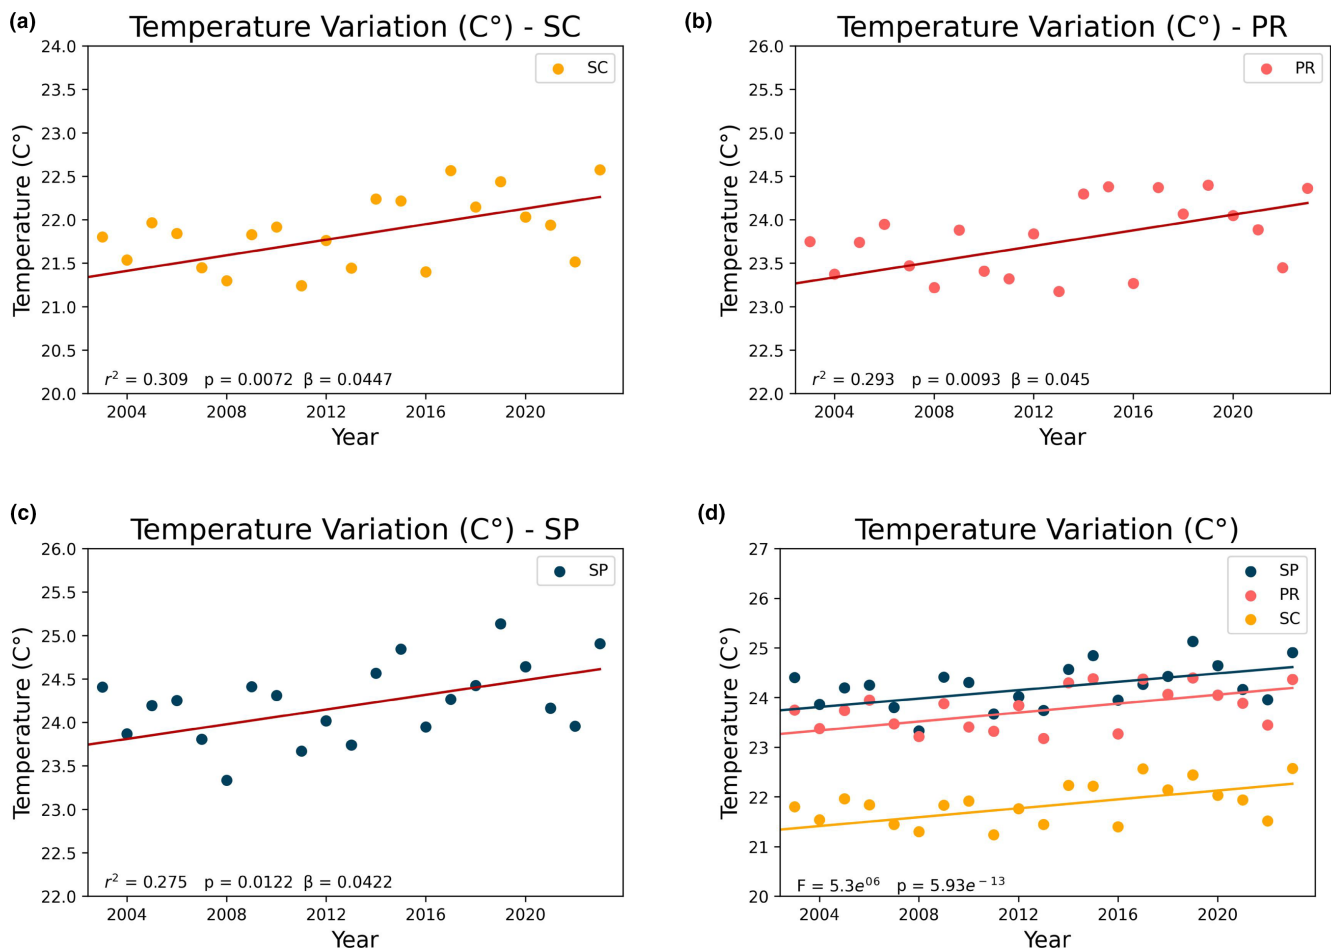 (a)
Temperature Variation (C°) - SC
24.0
23.5
23.0
22.5
22.0
21.5
21.0
20.5
20.0
Temperature (C°)
SC
r² = 0.309 p = 0.0072 β = 0.0447
2004 2008 2012 2016 2020
Year
(b)
Temperature Variation (C°) - PR
26.0
25.5
25.0
24.5
24.0
23.5
23.0
22.5
22.0
Temperature (C°)
PR
r² = 0.293 p = 0.0093 β = 0.045
2004 2008 2012 2016 2020
Year
(c)
Temperature Variation (C°) - SP
26.0
25.5
25.0
24.5
24.0
23.5
23.0
22.5
22.0
Temperature (C°)
SP
r² = 0.275 p = 0.0122 β = 0.0422
2004 2008 2012 2016 2020
Year
(d)
Temperature Variation (C°)
27
26
25
24
23
22
21
20
Temperature (C°)
SP
PR
SC
F = 5.3e⁰⁶ p = 5.93e⁻¹³
2004 2008 2012 2016 2020
Year